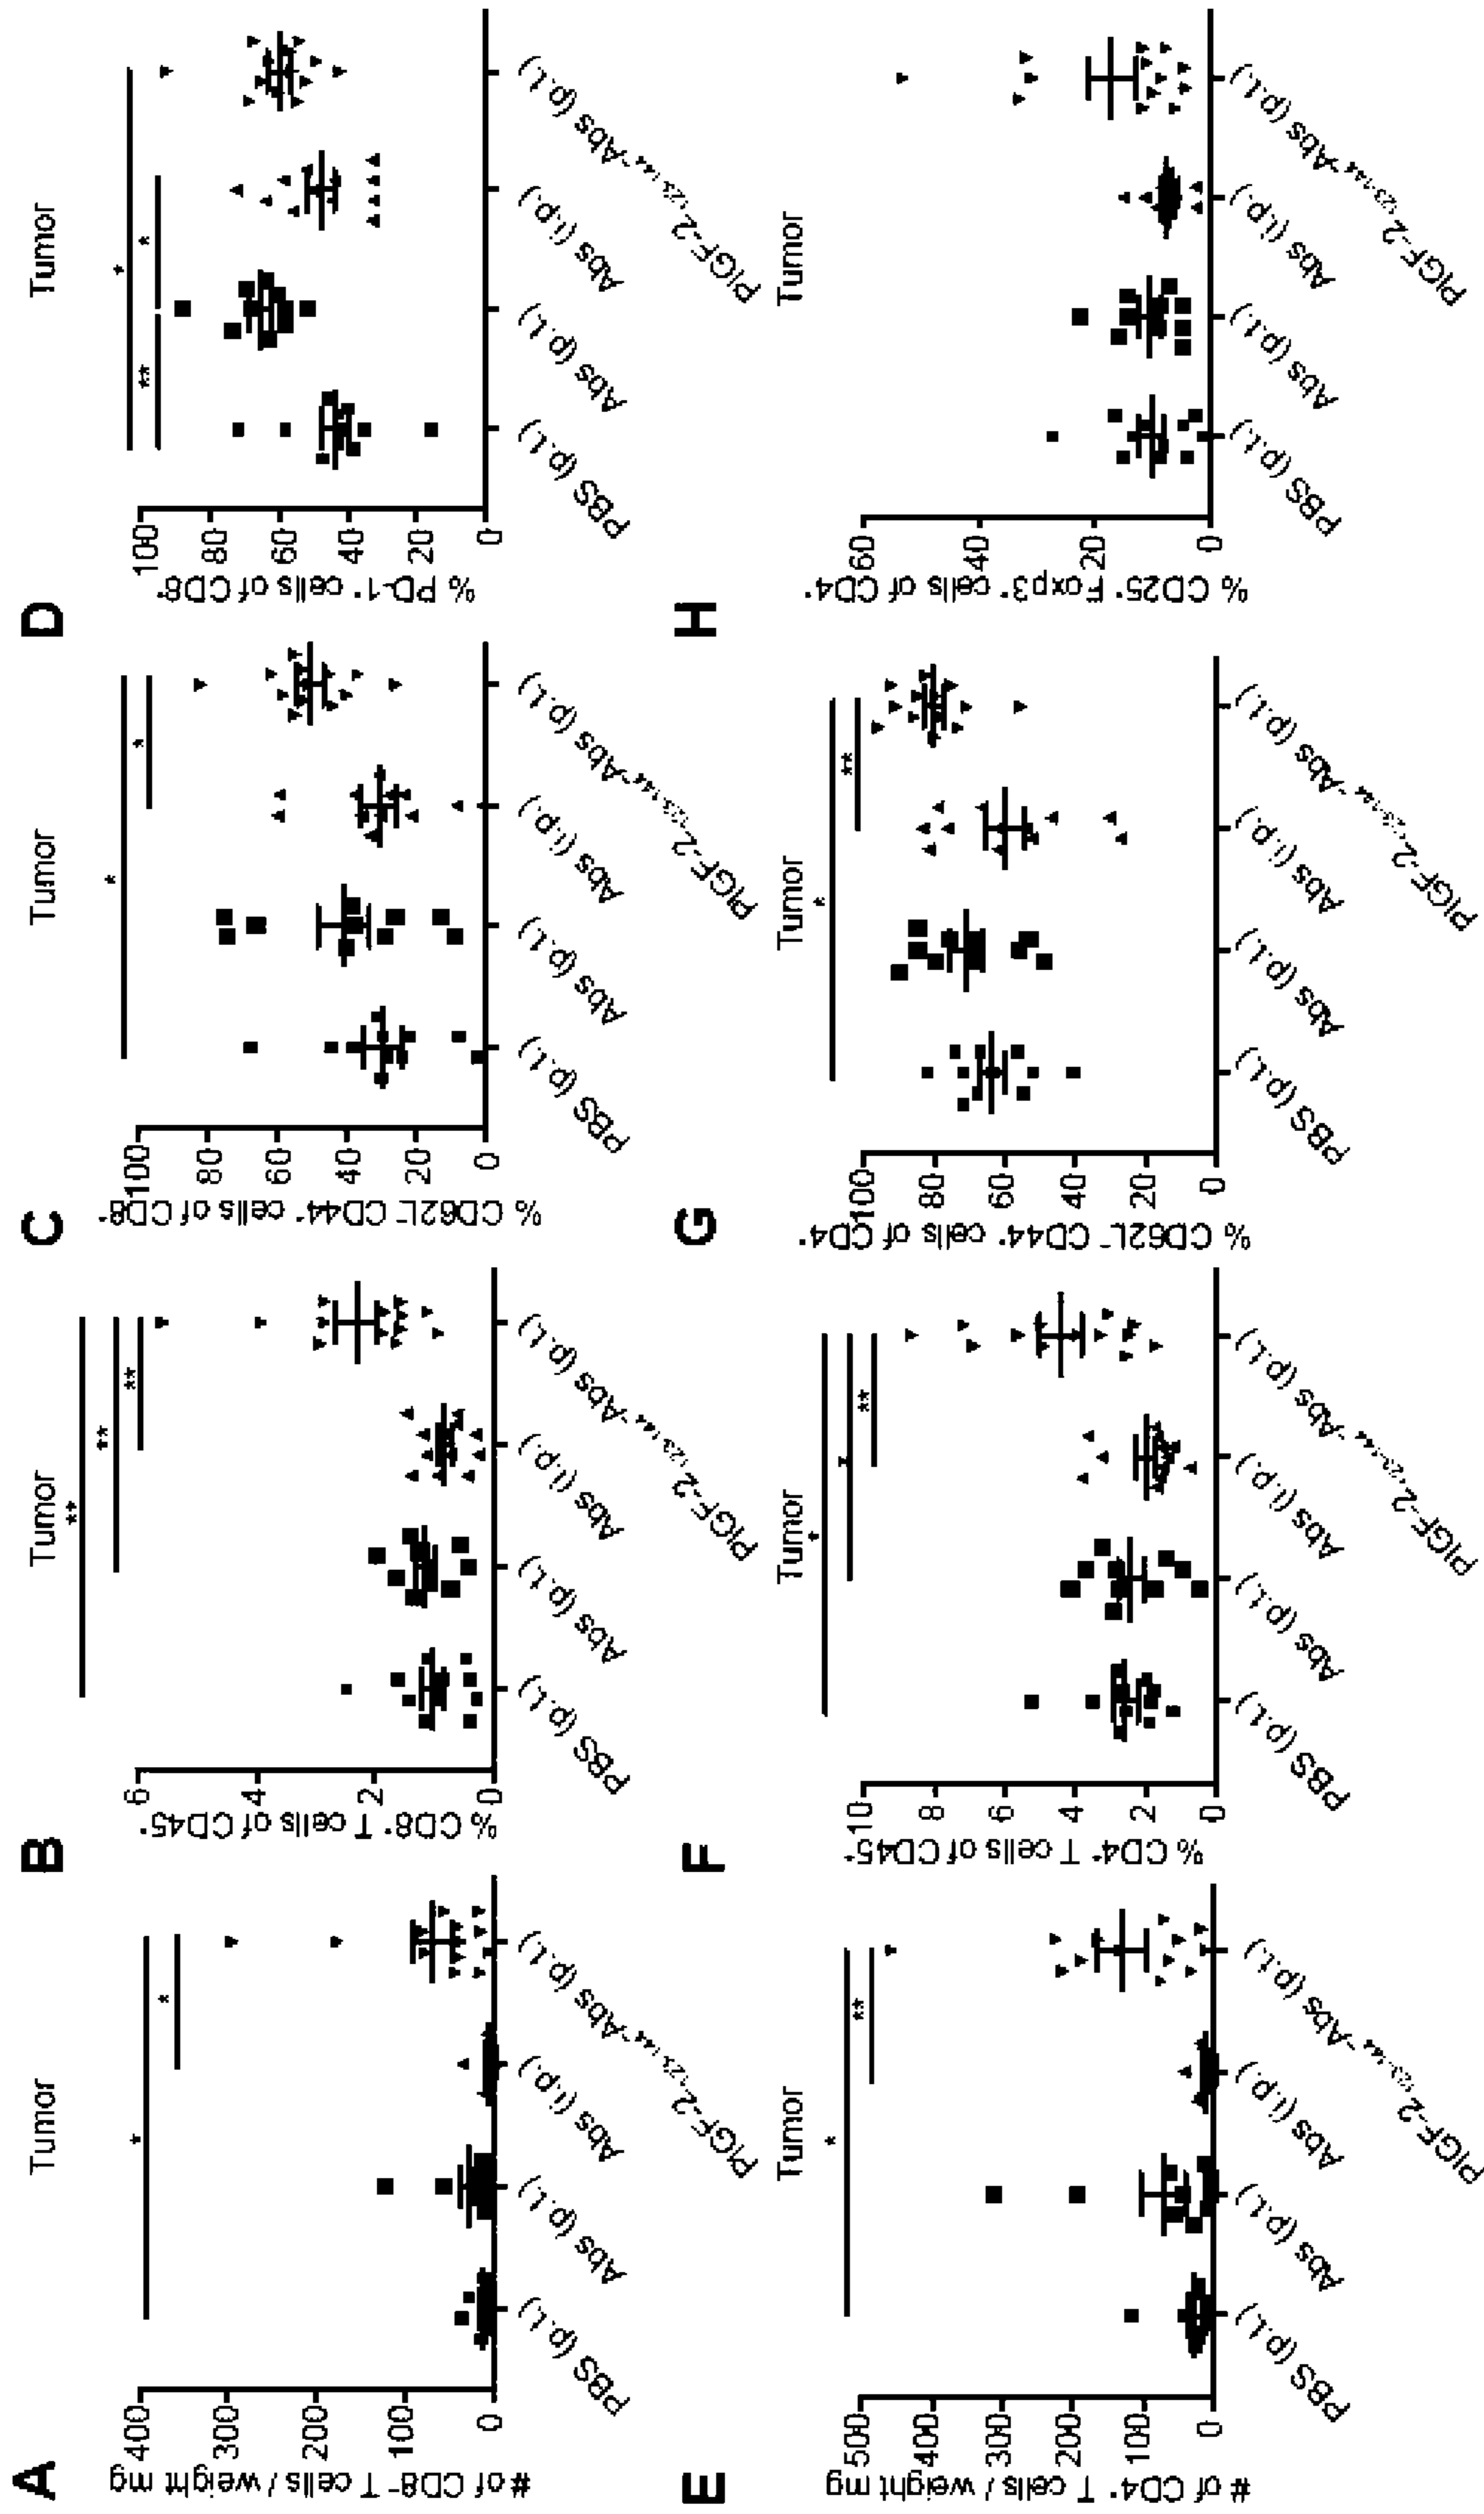 A
Tumor
# of CD8⁺ T cells / weight mg
400
300
200
100
0
*
*
PBS (p.t.)
Abs (p.t.)
Abs (i.p.)
PlGF-2₁₂₃₋₁₄₄-Abs (p.t.)
B
Tumor
% CD8⁺ T cells of CD45⁺
6
4
2
0
**
**
**
PBS (p.t.)
Abs (p.t.)
Abs (i.p.)
PlGF-2₁₂₃₋₁₄₄-Abs (p.t.)
C
Tumor
% CD62L⁻ CD44⁺ cells of CD8⁺
100
80
60
40
20
0
*
*
PBS (p.t.)
Abs (p.t.)
Abs (i.p.)
PlGF-2₁₂₃₋₁₄₄-Abs (p.t.)
D
Tumor
% PD-1⁺ cells of CD8⁺
100
80
60
40
20
0
*
**
*
PBS (p.t.)
Abs (p.t.)
Abs (i.p.)
PlGF-2₁₂₃₋₁₄₄-Abs (p.t.)
E
Tumor
# of CD4⁺ T cells / weight mg
500
400
300
200
100
0
*
**
PBS (p.t.)
Abs (p.t.)
Abs (i.p.)
PlGF-2₁₂₃₋₁₄₄-Abs (p.t.)
F
Tumor
% CD4⁺ T cells of CD45⁺
10
8
6
4
2
0
*
*
**
PBS (p.t.)
Abs (p.t.)
Abs (i.p.)
PlGF-2₁₂₃₋₁₄₄-Abs (p.t.)
G
Tumor
% CD62L⁻ CD44⁺ cells of CD4⁺
100
80
60
40
20
0
*
**
PBS (p.t.)
Abs (p.t.)
Abs (i.p.)
PlGF-2₁₂₃₋₁₄₄-Abs (p.t.)
H
Tumor
% CD25⁺ Foxp3⁺ cells of CD4⁺
60
40
20
0
PBS (p.t.)
Abs (p.t.)
Abs (i.p.)
PlGF-2₁₂₃₋₁₄₄-Abs (p.t.)